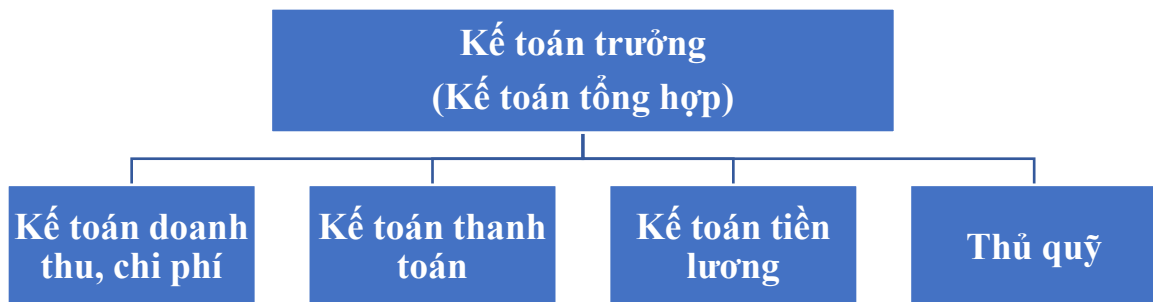 Kế toán trưởng
(Kế toán tổng hợp)
Kế toán doanh
thu, chi phí
Kế toán thanh
toán
Kế toán tiền
lương
Thủ quỹ